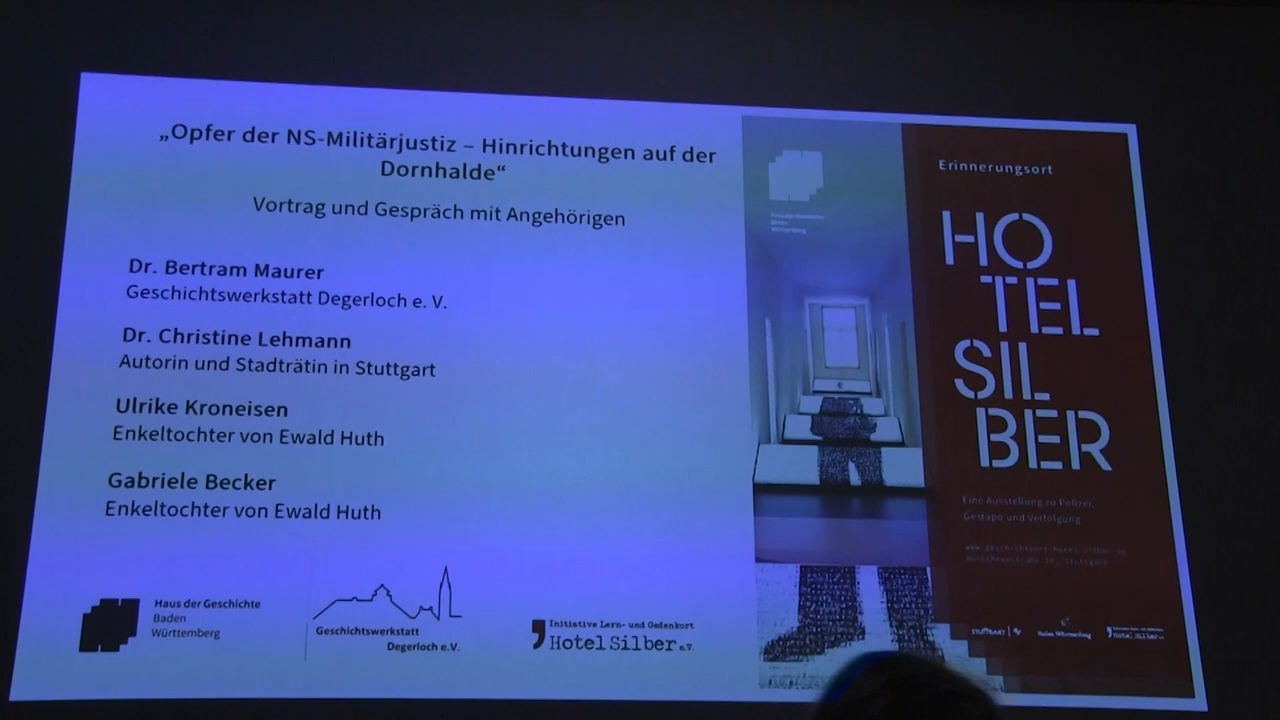 „Opfer der NS-Militärjustiz – Hinrichtungen auf der
Dornhalde“
Vortrag und Gespräch mit Angehörigen
Dr. Bertram Maurer
Geschichtswerkstatt Degerloch e. V.
Dr. Christine Lehmann
Autorin und Stadträtin in Stuttgart
Ulrike Kroneisen
Enkeltochter von Ewald Huth
Gabriele Becker
Enkeltochter von Ewald Huth
Haus der Geschichte
Baden
Württemberg
Geschichtswerkstatt
Degerloch e.V.
Initiative Lern- und Gedenkort
Hotel Silber e.V.
Erinnerungsort
HO
TEL
SIL
BER
Eine Ausstellung zu Polizei,
Gestapo und Verfolgung
STUTTGART
Hotel Silber